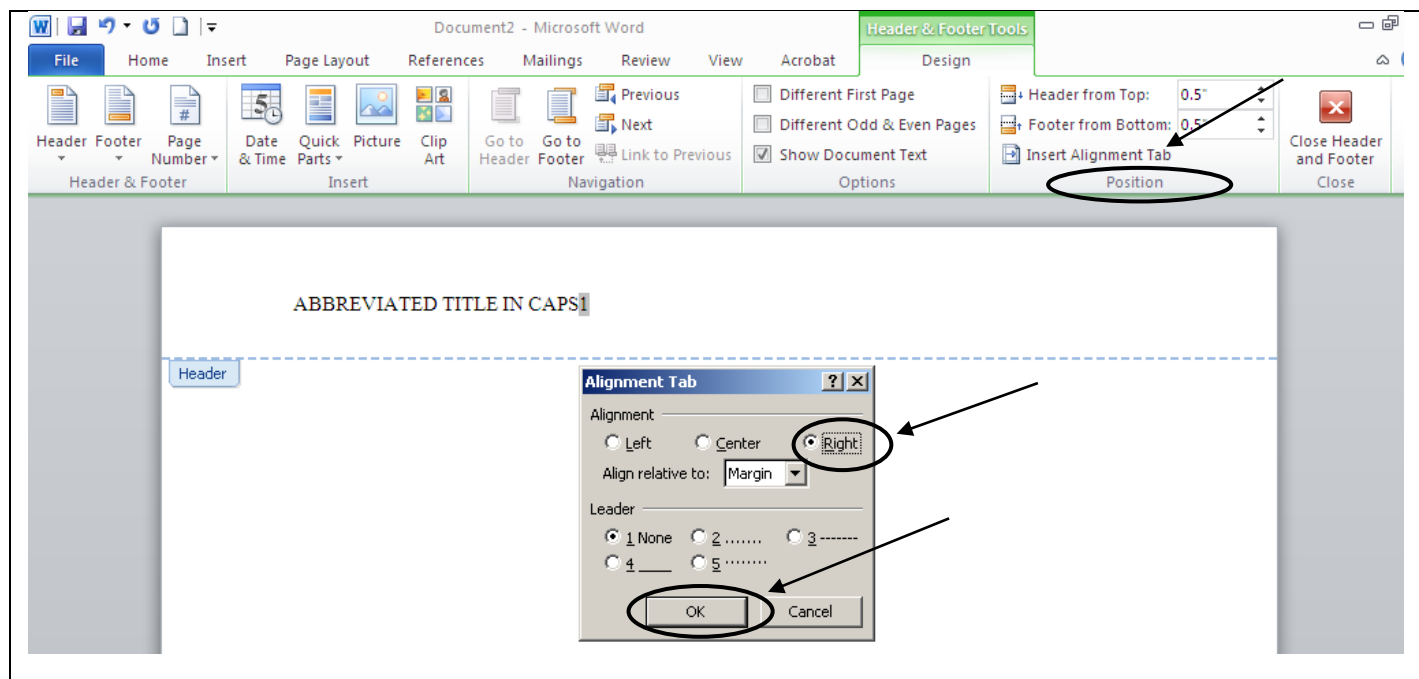 Document2 - Microsoft Word
Header & Footer Tools
File Home Insert Page Layout References Mailings Review View Acrobat Design
Previous
Different First Page
Header from Top: 0.5"
Next
Different Odd & Even Pages
Footer from Bottom: 0.5"
Header Footer Page Number
Date & Time Quick Parts Picture Clip Art
Go to Header Go to Footer
Link to Previous
Show Document Text
Insert Alignment Tab
Close Header and Footer
Header & Footer Insert Navigation Options Position Close
ABBREVIATED TITLE IN CAPS1
Header
Alignment Tab
Alignment
Left Center Right
Align relative to: Margin
Leader
1 None 2 ....... 3 -------
4 ____ 5 ········
OK Cancel